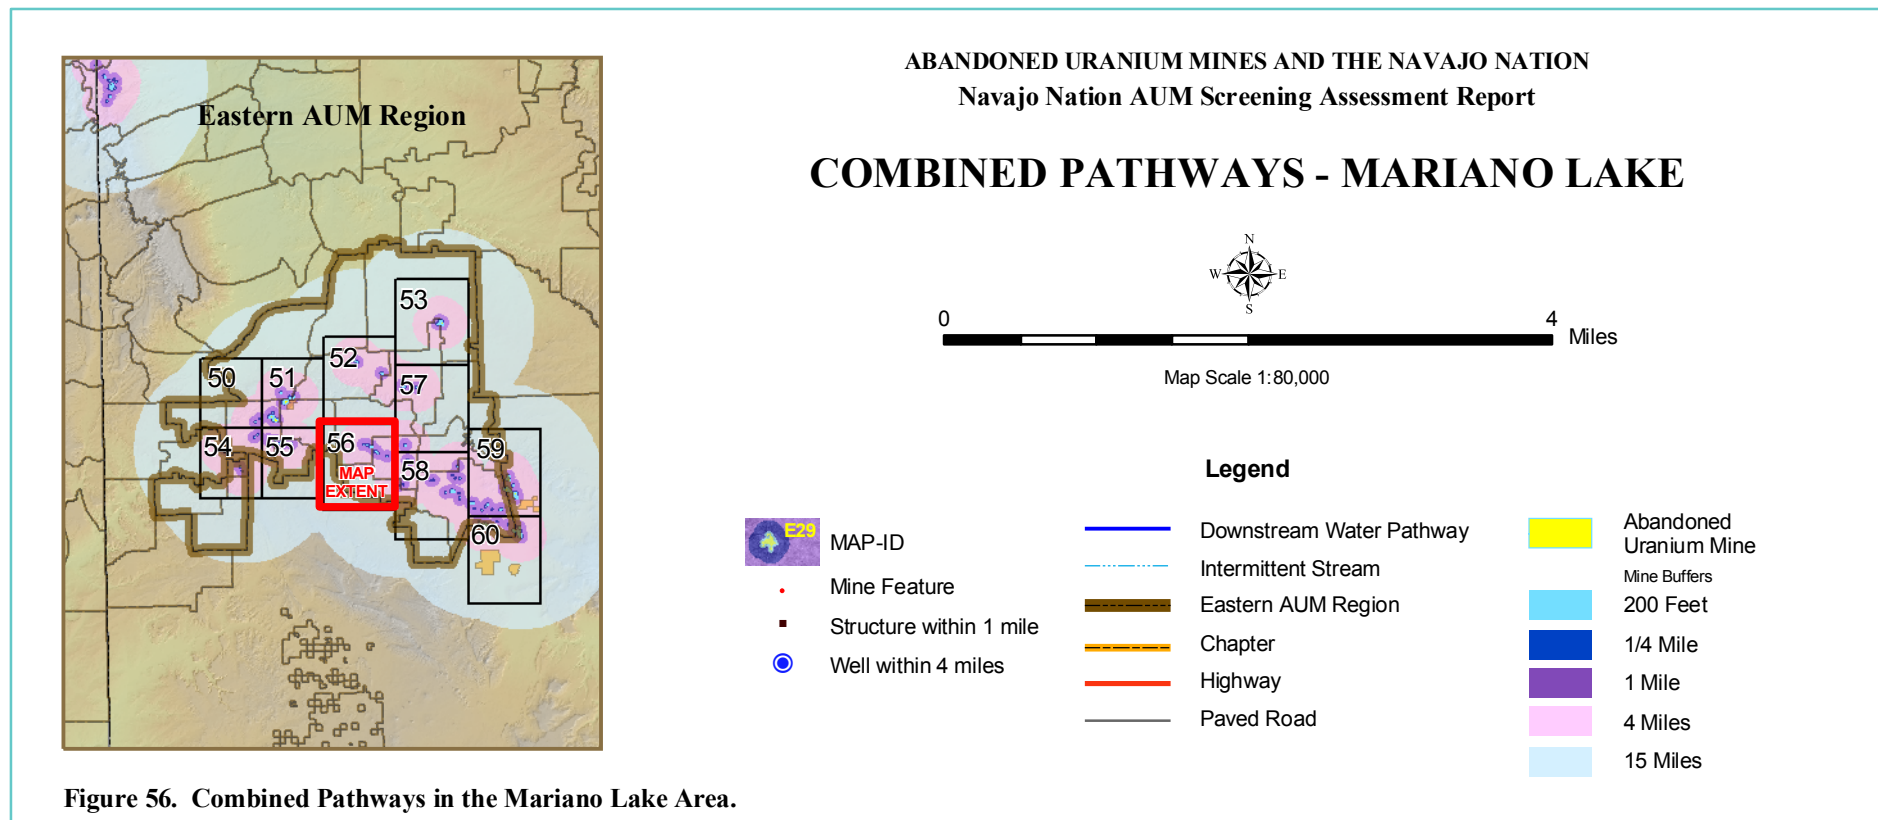 Eastern AUM Region
53
52
50
51
57
54
55
56
59
58
MAP
EXTENT
60
Figure 56. Combined Pathways in the Mariano Lake Area.
ABANDONED URANIUM MINES AND THE NAVAJO NATION
Navajo Nation AUM Screening Assessment Report
COMBINED PATHWAYS - MARIANO LAKE
N
W E
S
0 4
Miles
Map Scale 1:80,000
Legend
E29
MAP-ID
Mine Feature
Structure within 1 mile
Well within 4 miles
Downstream Water Pathway
Intermittent Stream
Eastern AUM Region
Chapter
Highway
Paved Road
Abandoned
Uranium Mine
Mine Buffers
200 Feet
1/4 Mile
1 Mile
4 Miles
15 Miles